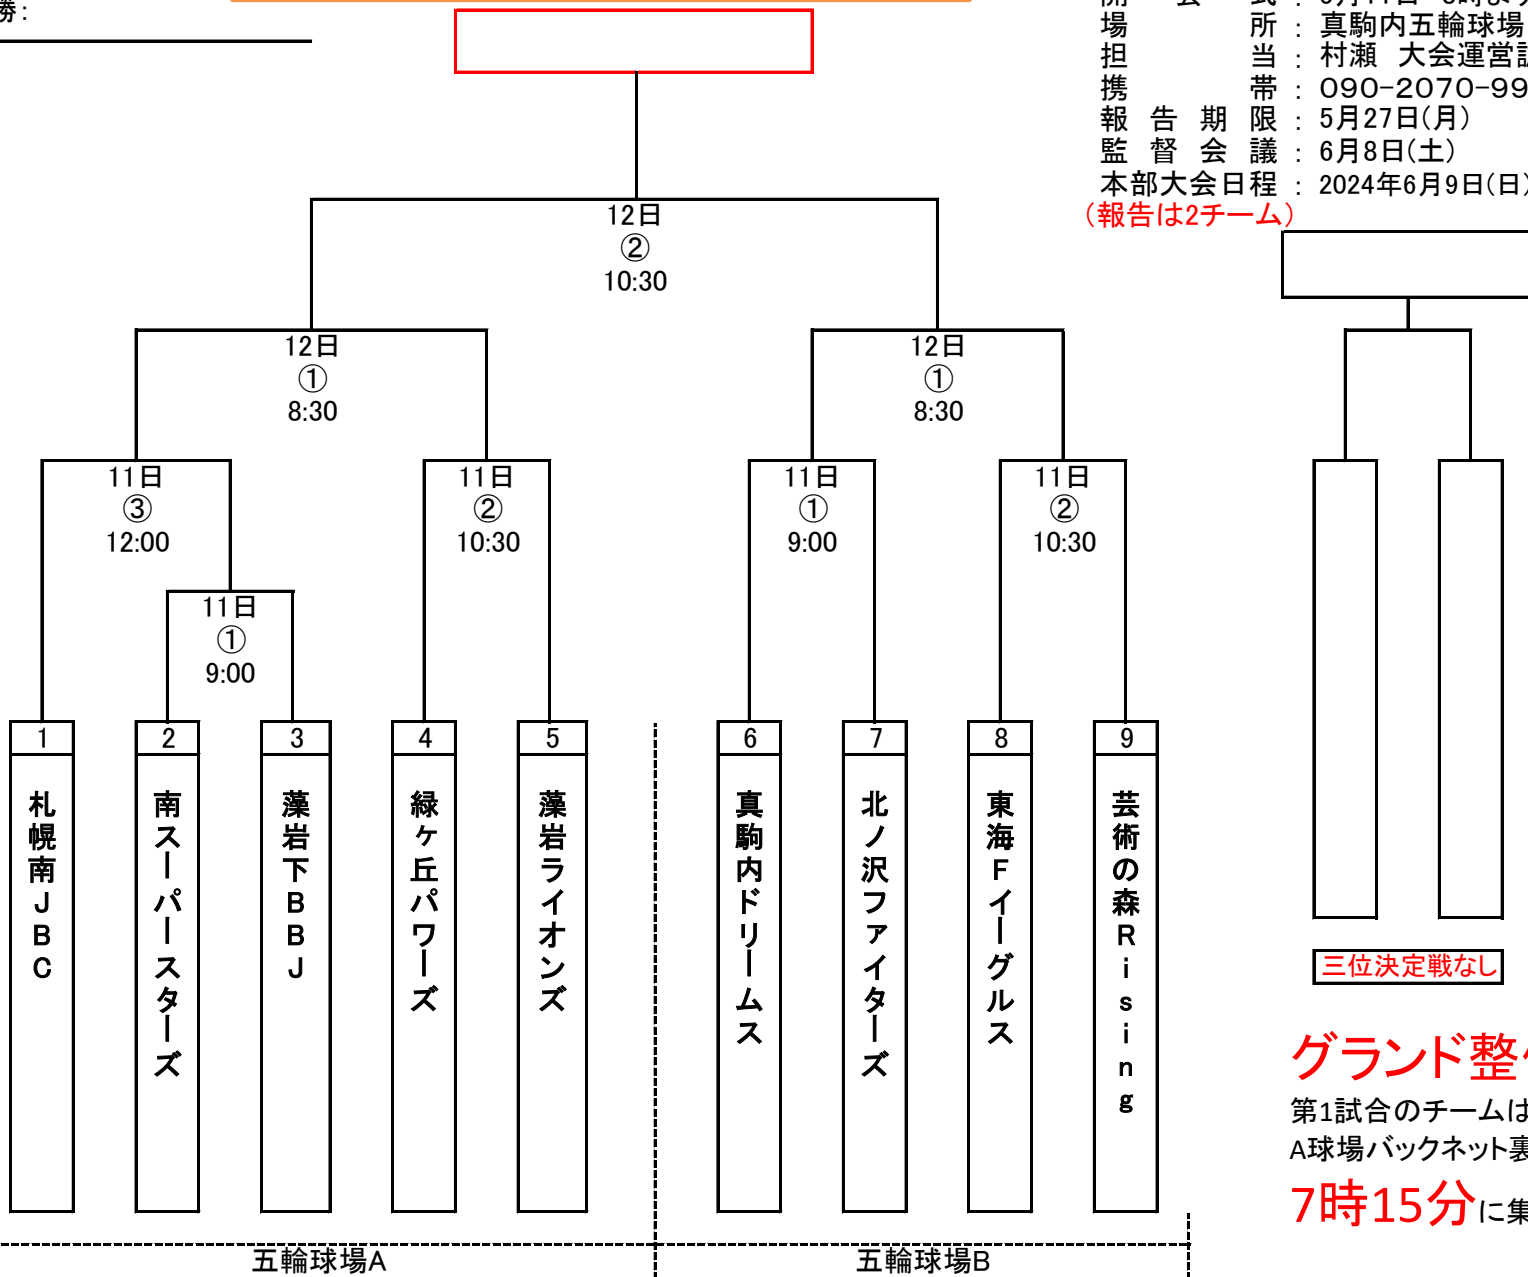 勝:
場所：真駒内五輪球場
担当：村瀬 大会運営
携帯：090-2070-99
報告期限：5月27日(月)
監督会議：6月8日(土)
本部大会日程：2024年6月9日(日)
(報告は2チーム)
12日
②
10:30
12日
①
8:30
12日
①
8:30
11日
③
12:00
11日
②
10:30
11日
①
9:00
11日
②
10:30
11日
①
9:00
1
札幌南JBC
2
南スーパースターズ
3
藻岩下BBJ
4
緑ヶ丘パワーズ
5
藻岩ライオンズ
6
真駒内ドリームス
7
北ノ沢ファイターズ
8
東海Fイーグルス
9
芸術の森Rising
三位決定戦なし
グランド整
第1試合のチームは
A球場バックネット裏
7時15分に集
五輪球場A
五輪球場B